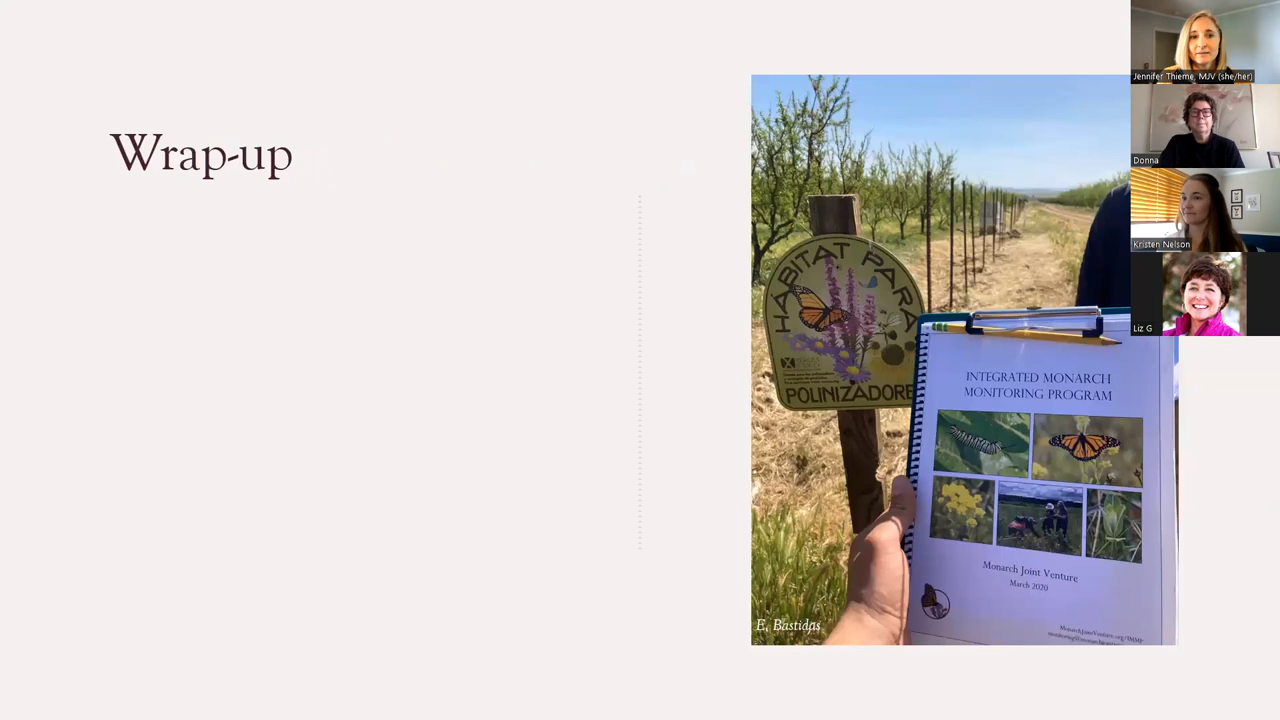 Wrap-up
HABITAT PARA
POLINIZADORE
INTEGRATED MONARCH
MONITORING PROGRAM
Monarch Joint Venture
March 2020
E. Bastidas
Jennifer Thieme, MJV (she/her)
Donna
Kristen Nelson
Liz G